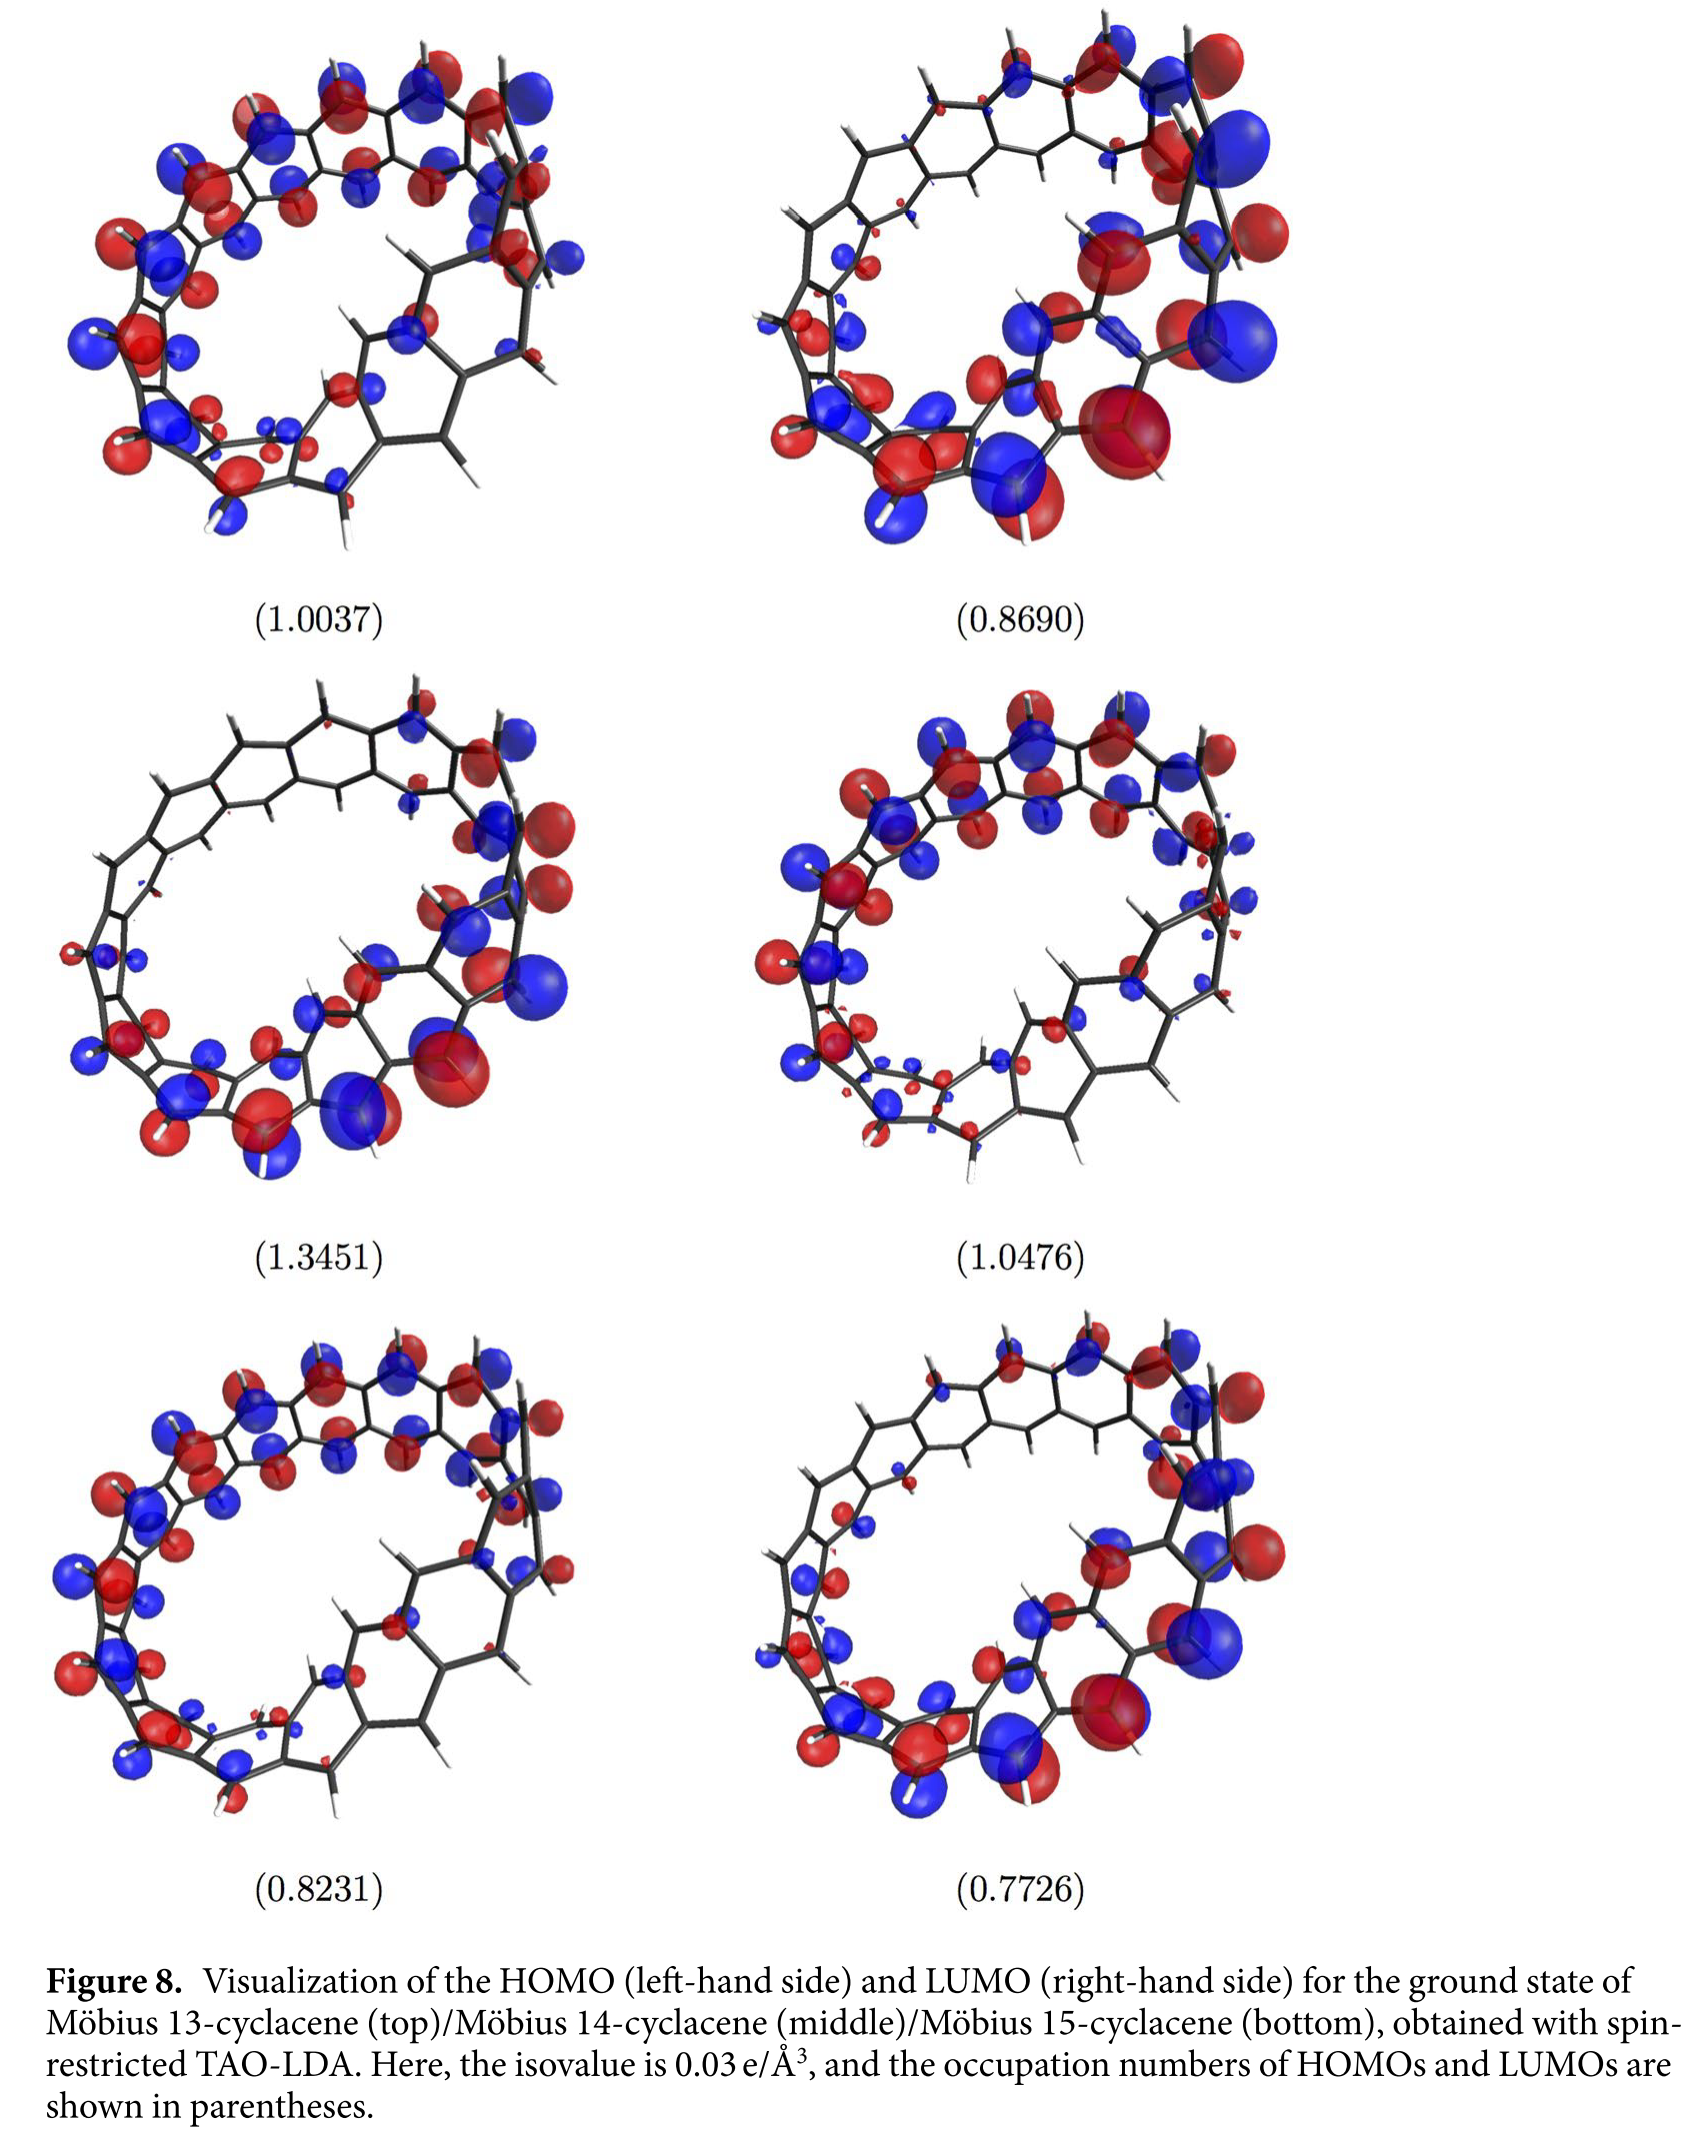 (1.0037) (0.8690)
(1.3451) (1.0476)
(0.8231) (0.7726)
Figure 8. Visualization of the HOMO (left-hand side) and LUMO (right-hand side) for the ground state of
Möbius 13-cyclacene (top)/Möbius 14-cyclacene (middle)/Möbius 15-cyclacene (bottom), obtained with spin-
restricted TAO-LDA. Here, the isovalue is 0.03 e/Å³, and the occupation numbers of HOMOs and LUMOs are
shown in parentheses.